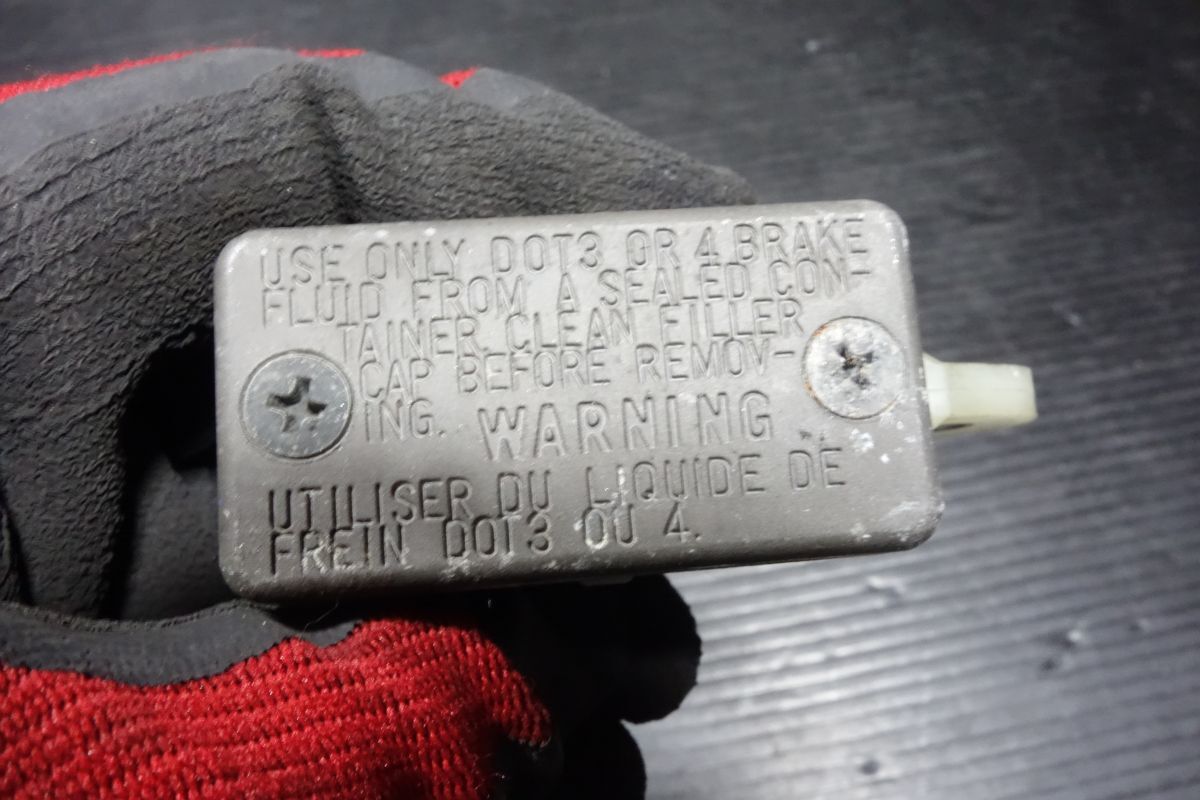 USE ONLY DOT3 OR 4 BRAKE
FLUID FROM A SEALED CON-
TAINER. CLEAN FILLER
CAP BEFORE REMOV-
ING. WARNING
UTILISER DU LIQUIDE DE
FREIN DOT3 OU 4.